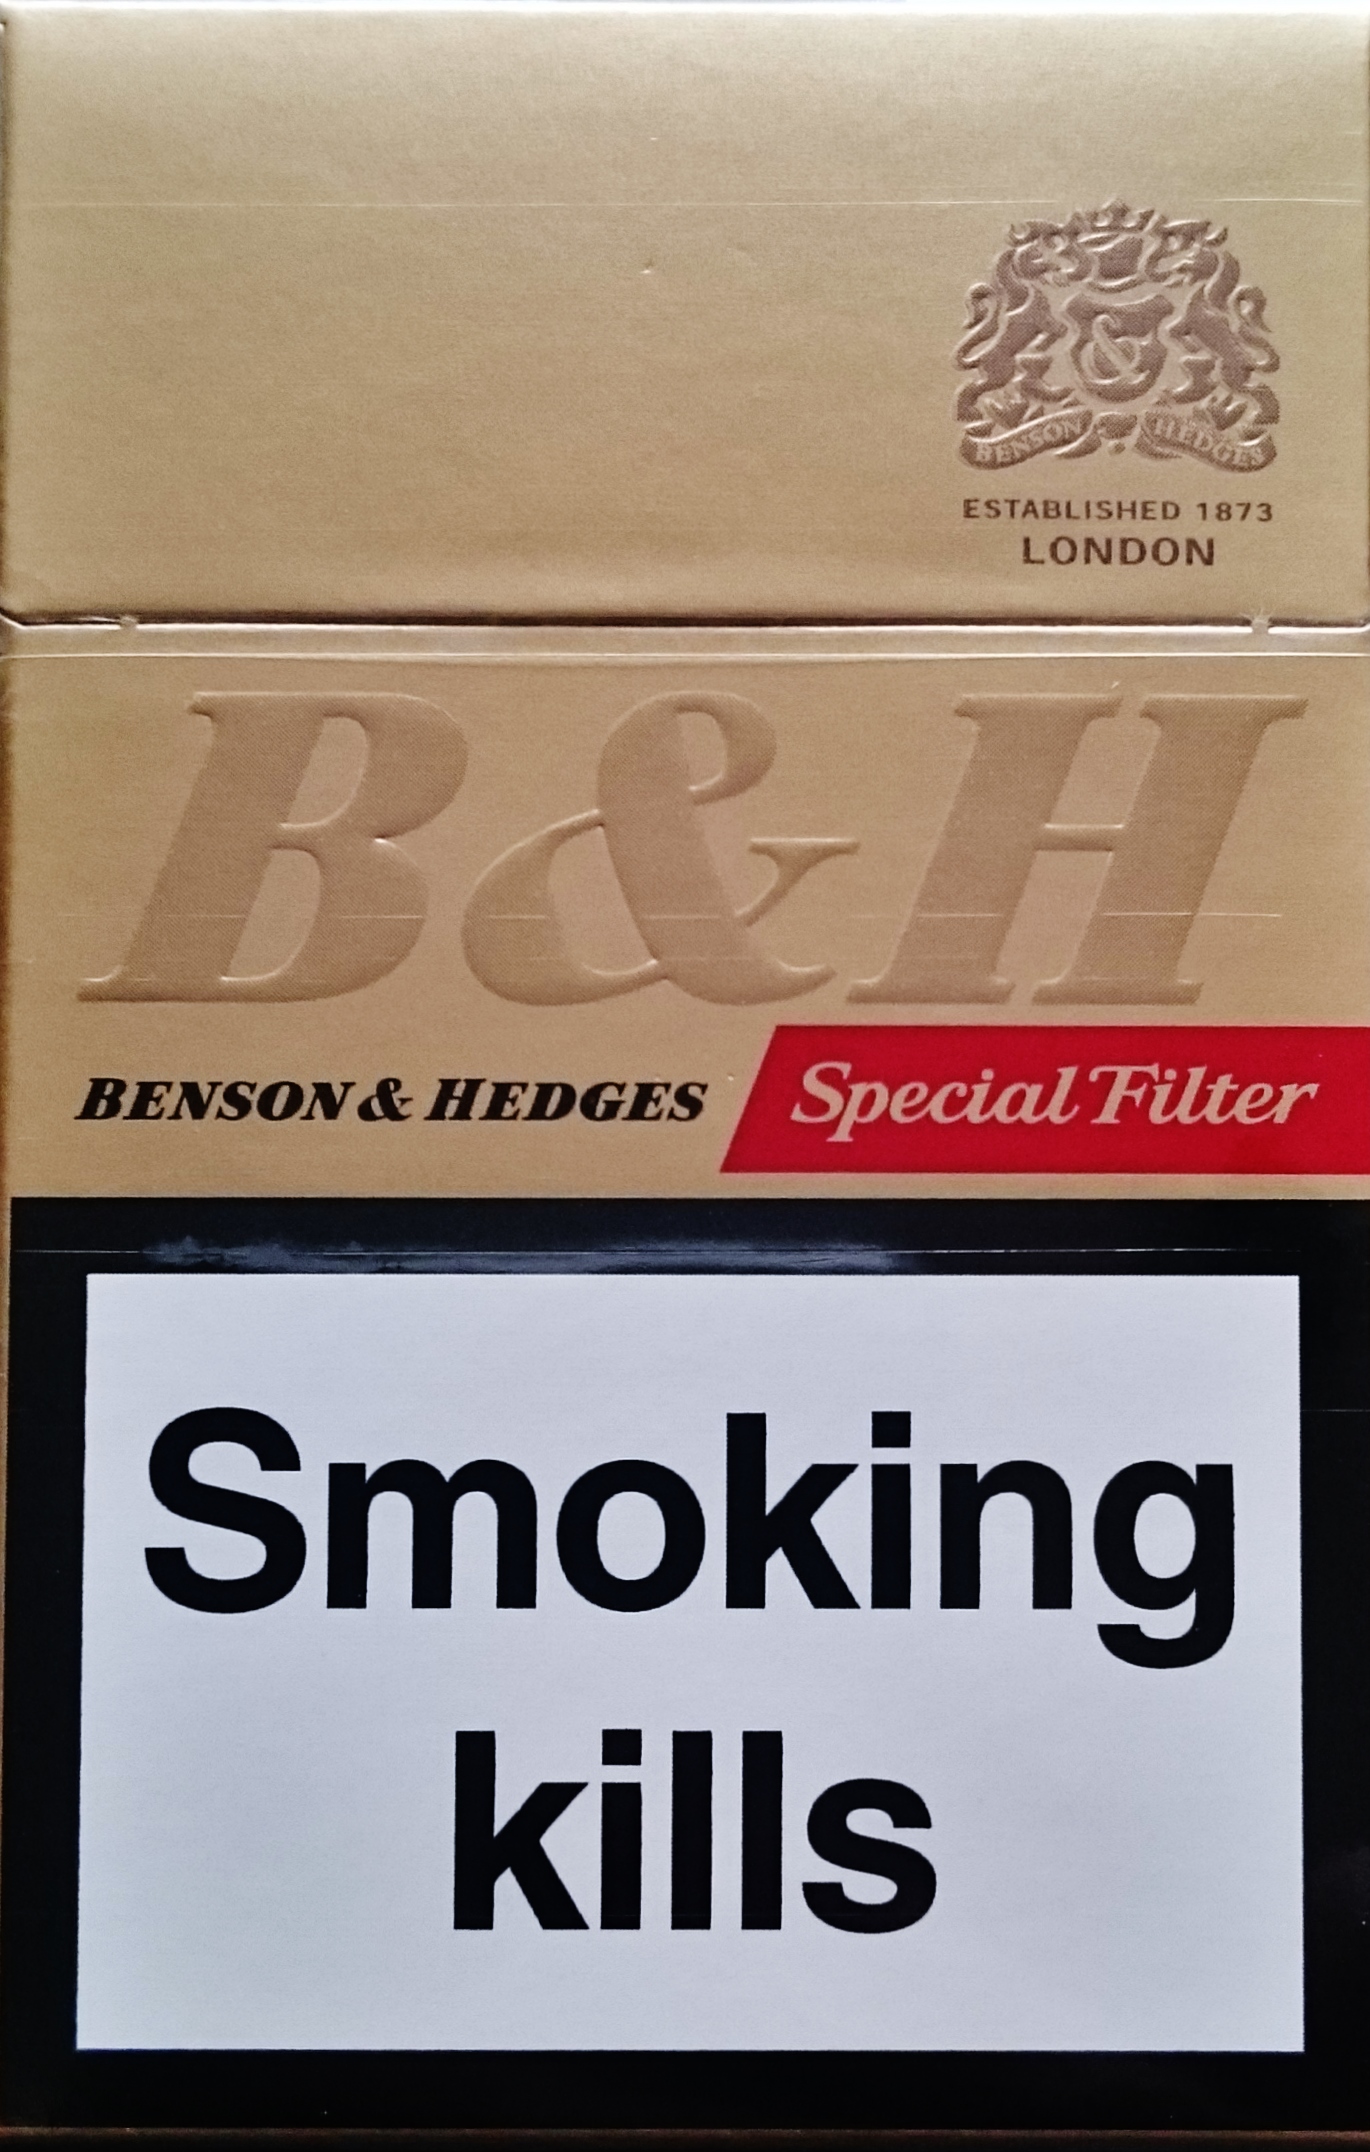 &
BENSON HEDGES
ESTABLISHED 1873
LONDON
B&H
BENSON & HEDGES Special Filter
Smoking
kills